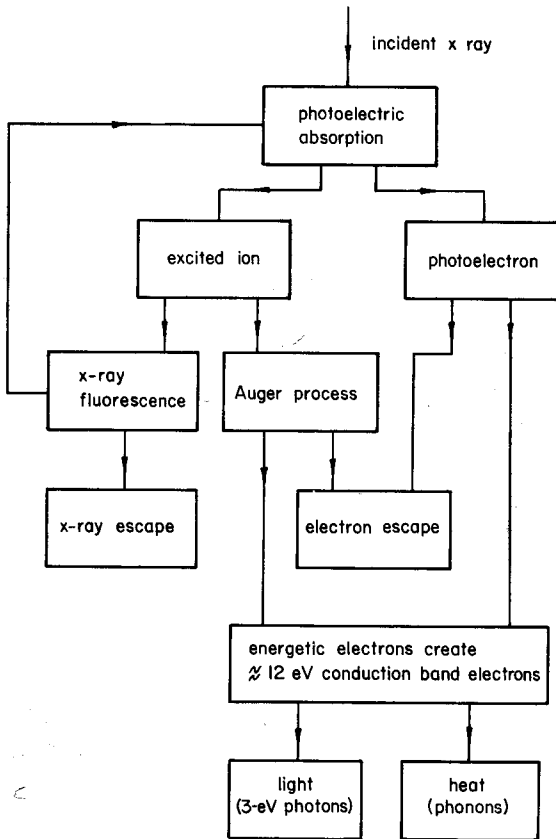 incident x ray
photoelectric
absorption
excited ion
photoelectron
x-ray
fluorescence
Auger process
x-ray escape
electron escape
energetic electrons create
≈ 12 eV conduction band electrons
light
(3-eV photons)
heat
(phonons)